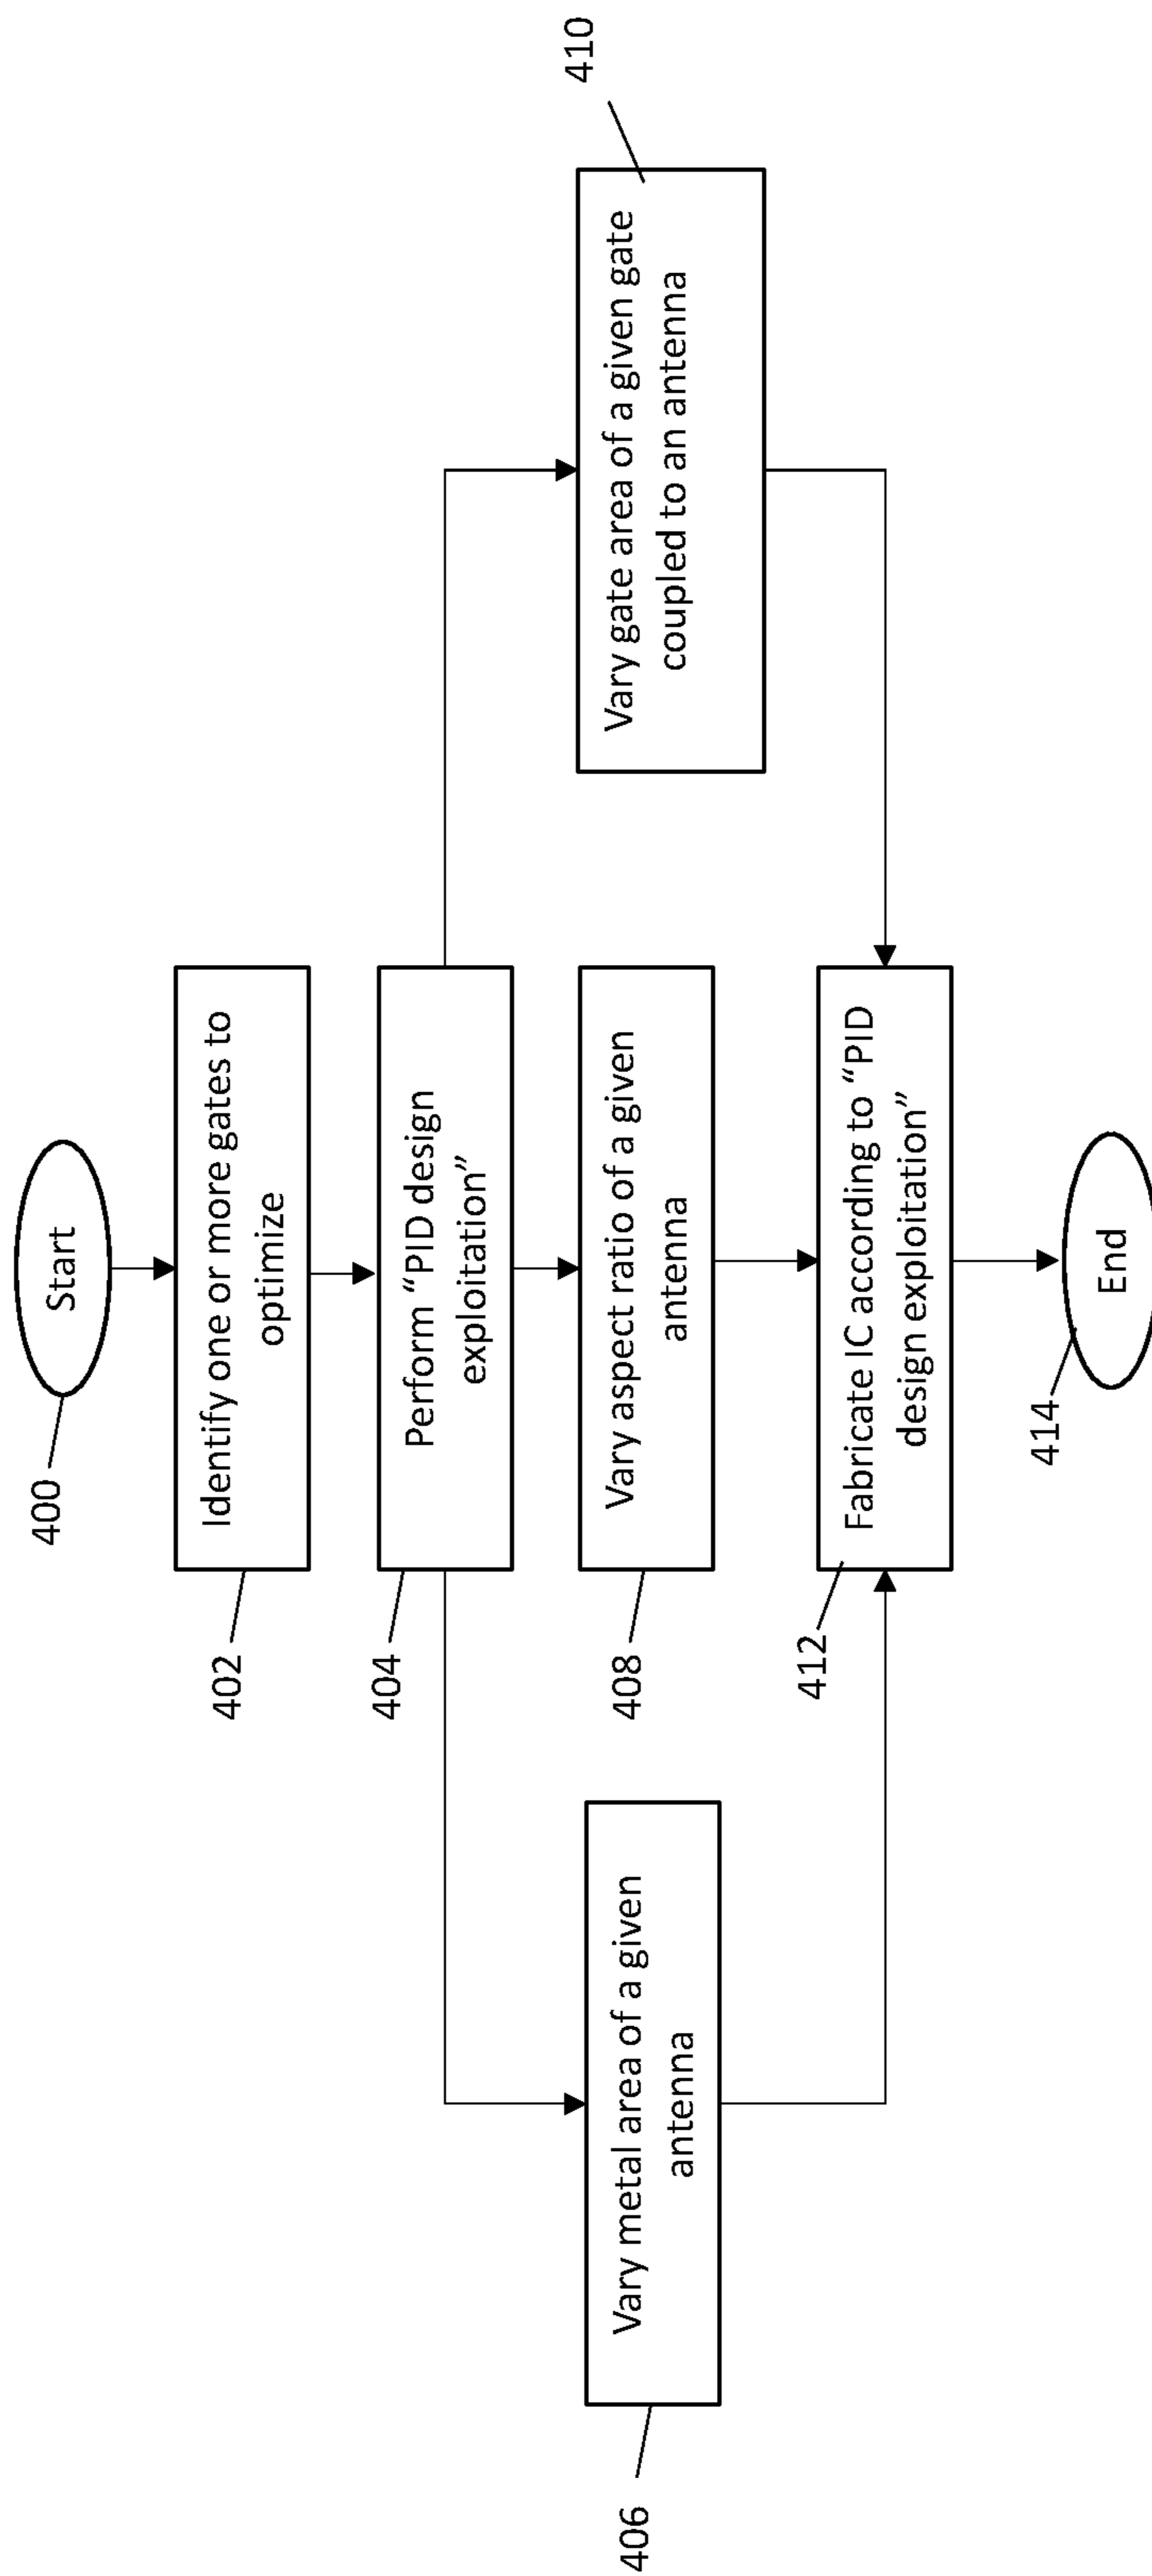 400
Start
402
Identify one or more gates to
optimize
404
Perform “PID design
exploitation”
406
Vary metal area of a given
antenna
408
Vary aspect ratio of a given
antenna
410
Vary gate area of a given gate
coupled to an antenna
412
Fabricate IC according to “PID
design exploitation”
414
End